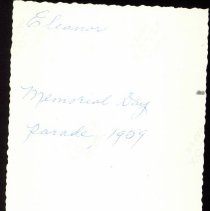 Eleanor
Memorial Day
parade, 1959